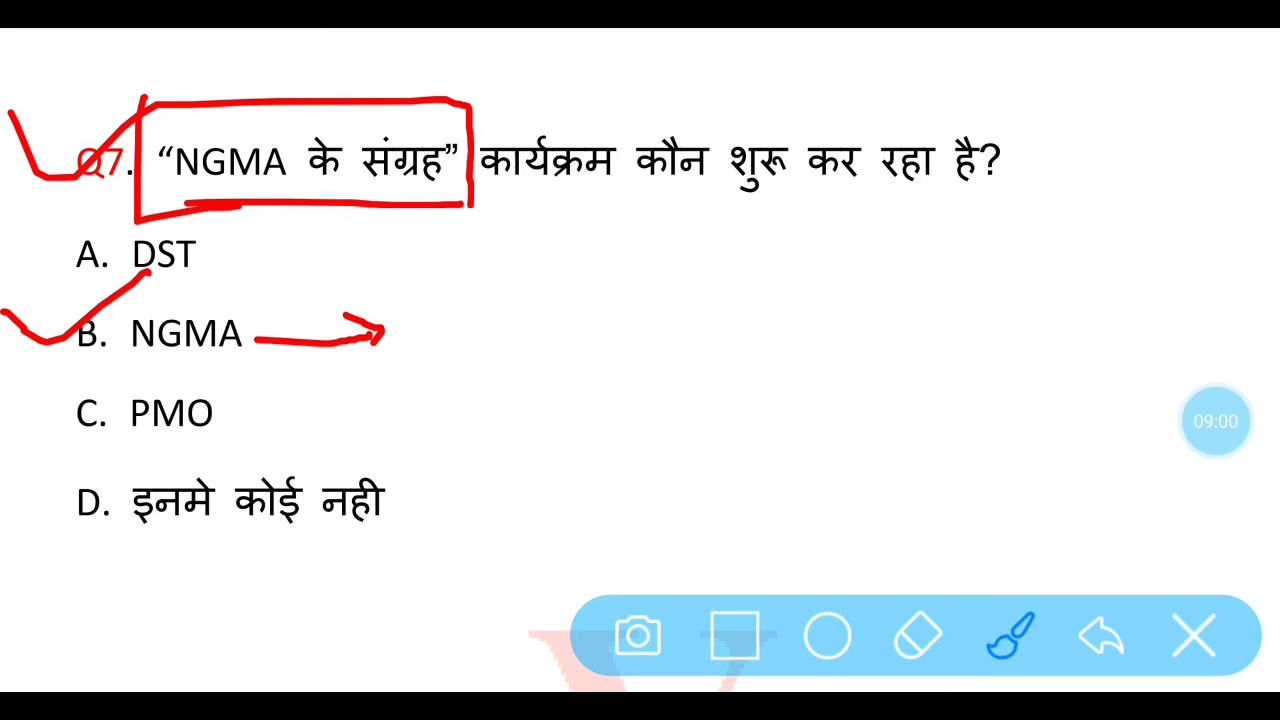 Q7. “NGMA के संग्रह” कार्यक्रम कौन शुरू कर रहा है?
A. DST
B. NGMA
C. PMO
D. इनमे कोई नही
09:00